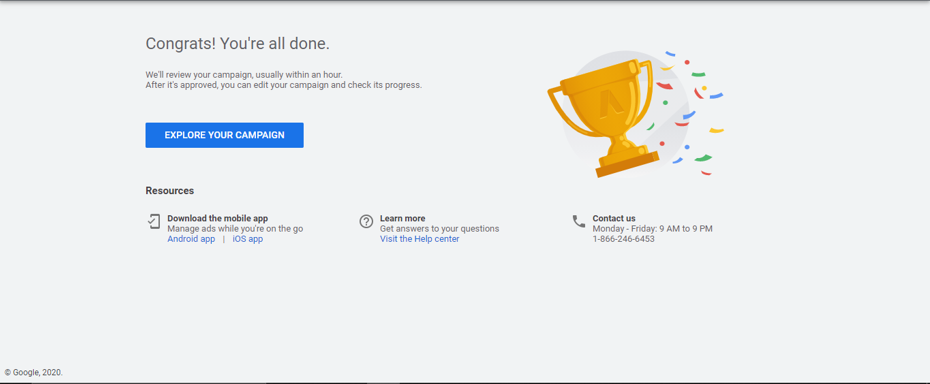 Congrats! You're all done.
We'll review your campaign, usually within an hour.
After it's approved, you can edit your campaign and check its progress.
EXPLORE YOUR CAMPAIGN
Resources
Download the mobile app
Manage ads while you're on the go
Android app | iOS app
Learn more
Get answers to your questions
Visit the Help center
Contact us
Monday - Friday: 9 AM to 9 PM
1-866-246-6453
© Google, 2020.